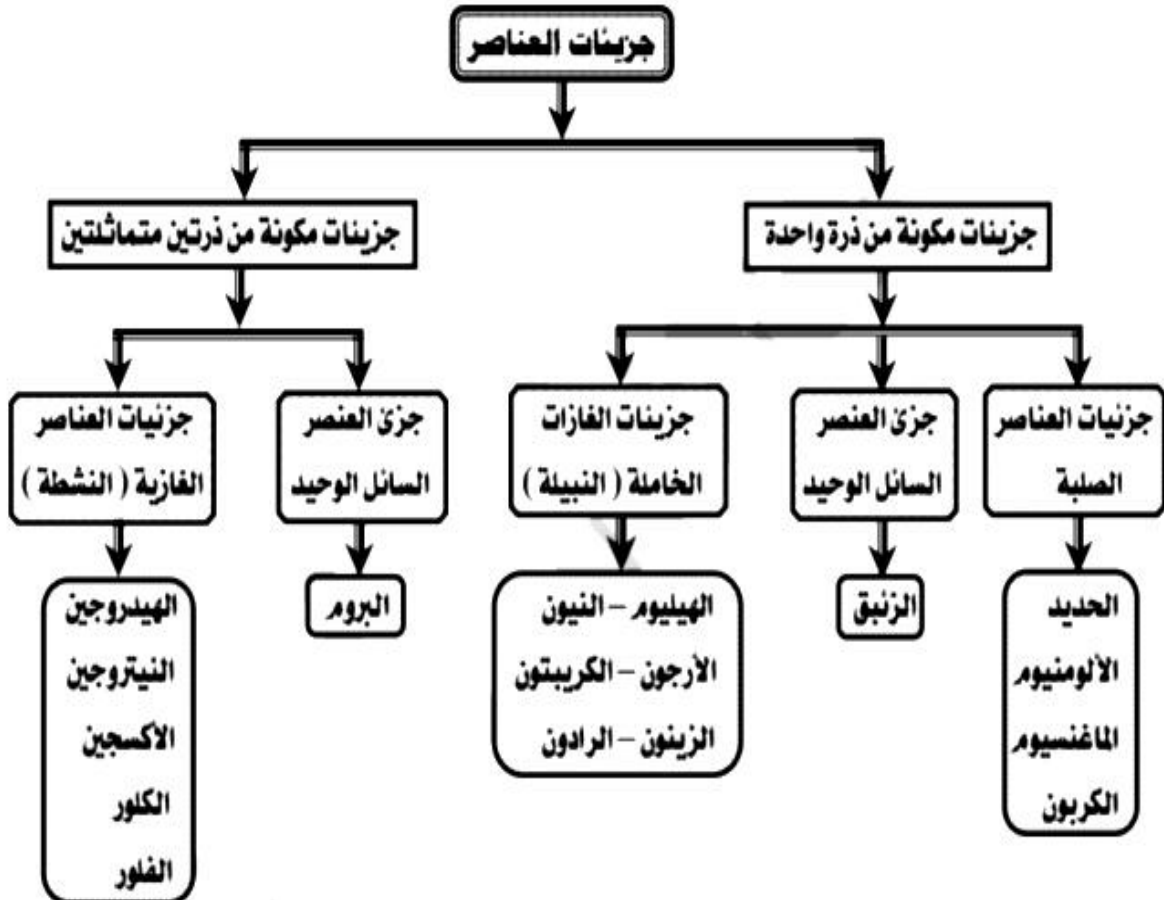 جزيئات العناصر
جزيئات مكونة من ذرة واحدة
جزيئات مكونة من ذرتين متماثلتين
جزئيات العناصر
الصلبة
جزئ العنصر
السائل الوحيد
جزيئات الغازات
الخاملة ( النبيلة )
جزئ العنصر
السائل الوحيد
جزئيات العناصر
الغازية ( النشطة )
الحديد
الألومنيوم
الماغنسيوم
الكربون
الزئبق
الهيليوم – النيون
الأرجون – الكريبتون
الزينون – الرادون
البروم
الهيدروجين
النيتروجين
الأكسجين
الكلور
الفلور